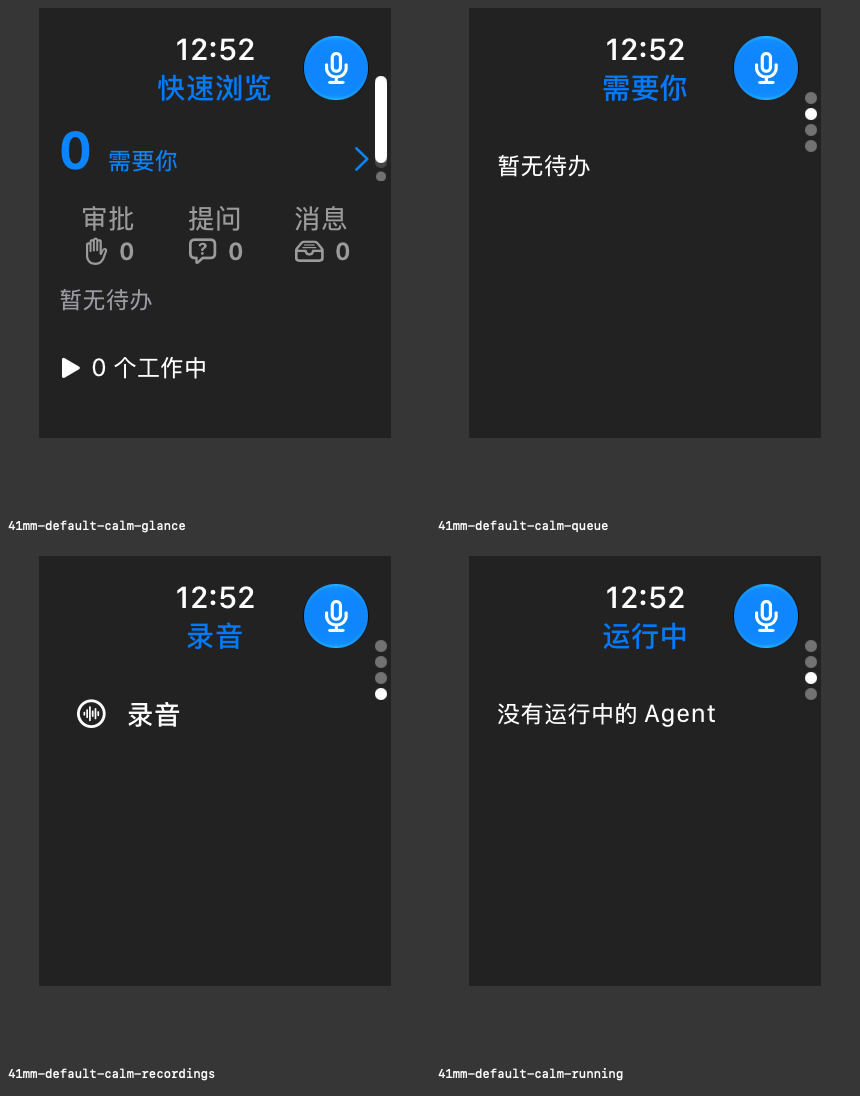 12:52
快速浏览
0 需要你
审批 提问 消息
0 0 0
暂无待办
0 个工作中
41mm-default-calm-glance
12:52
需要你
暂无待办
41mm-default-calm-queue
12:52
录音
录音
41mm-default-calm-recordings
12:52
运行中
没有运行中的 Agent
41mm-default-calm-running